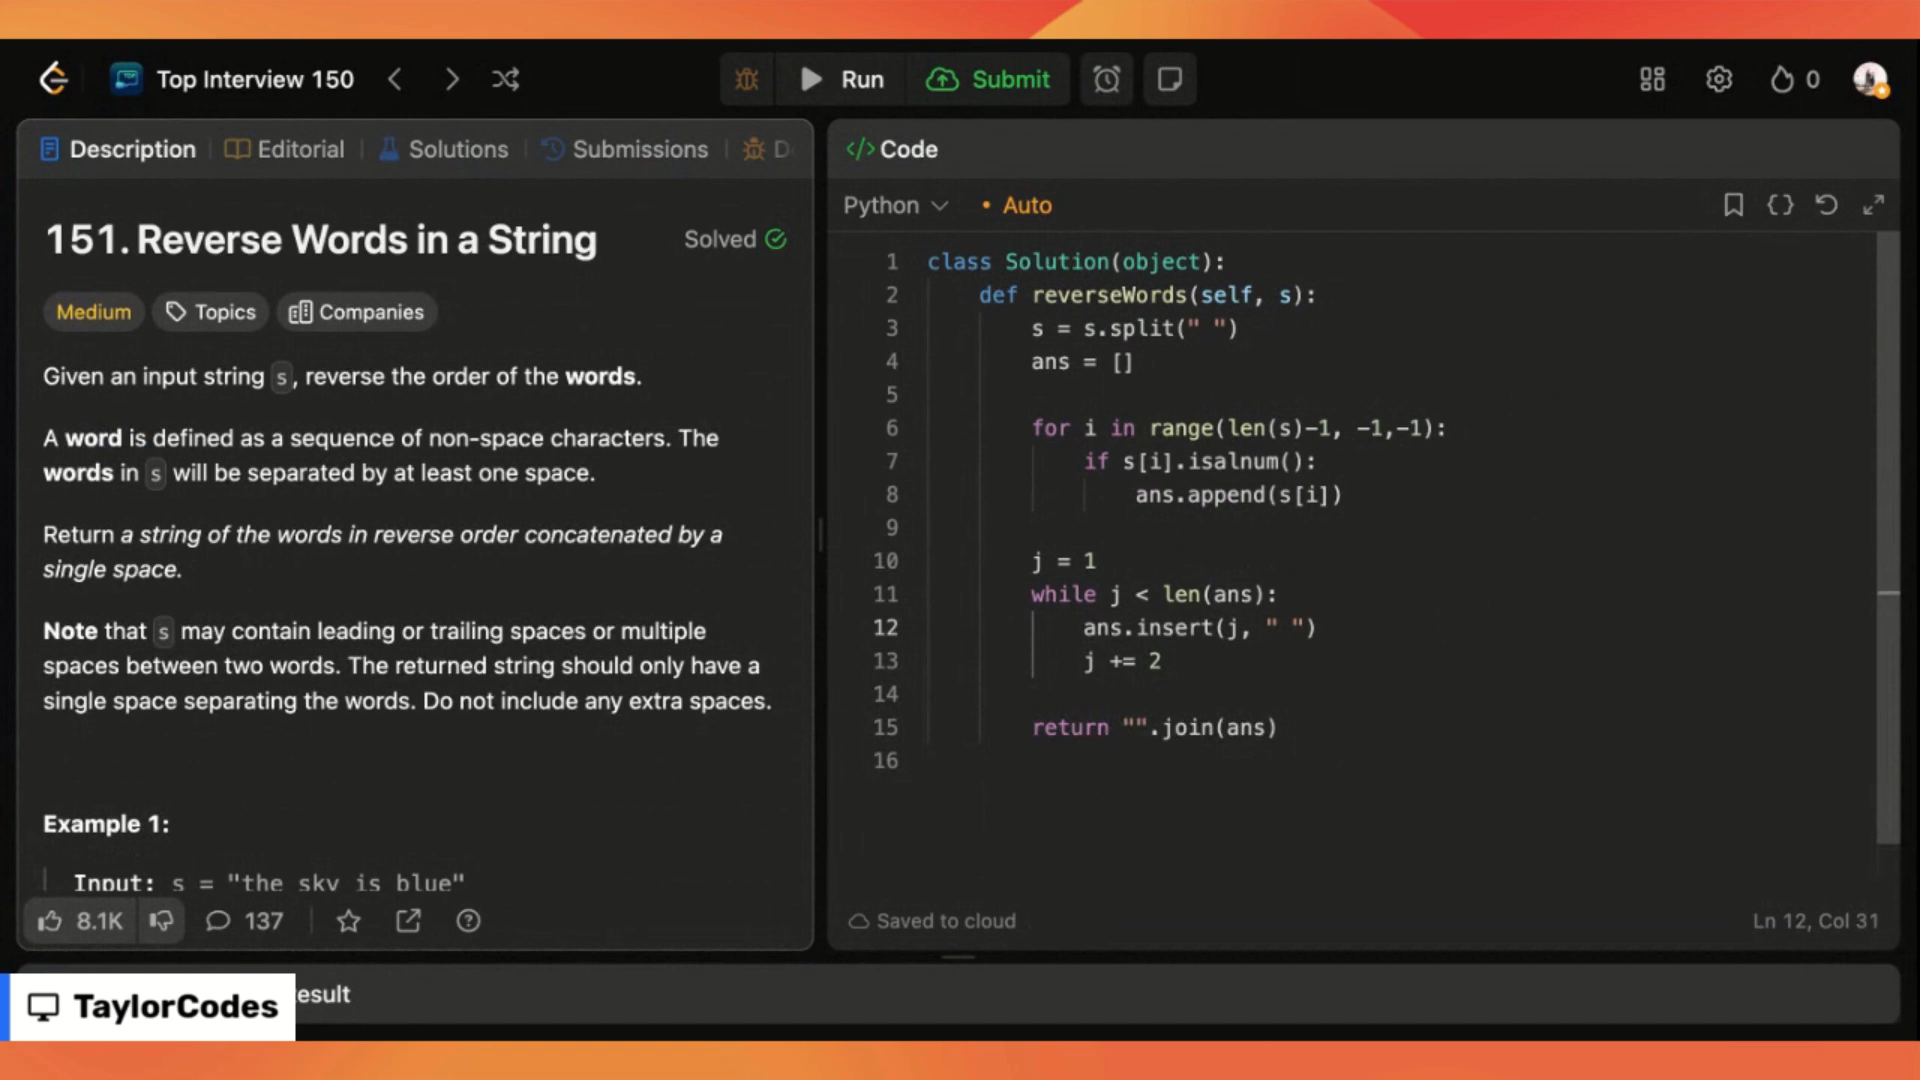 Top Interview 150
Run
Submit
0
Description
Editorial
Solutions
Submissions
D
</> Code
Python
• Auto
151. Reverse Words in a String
Solved
Medium
Topics
Companies
Given an input string s, reverse the order of the words.
A word is defined as a sequence of non-space characters. The
words in s will be separated by at least one space.
Return a string of the words in reverse order concatenated by a
single space.
Note that s may contain leading or trailing spaces or multiple
spaces between two words. The returned string should only have a
single space separating the words. Do not include any extra spaces.
Example 1:
Input: s = "the sky is blue"
8.1K
137
1 class Solution(object):
2 def reverseWords(self, s):
3 s = s.split(" ")
4 ans = []
5
6 for i in range(len(s)-1, -1,-1):
7 if s[i].isalnum():
8 ans.append(s[i])
9
10 j = 1
11 while j < len(ans):
12 ans.insert(j, " ")
13 j += 2
14
15 return "".join(ans)
16
Saved to cloud
Ln 12, Col 31
TaylorCodes
esult